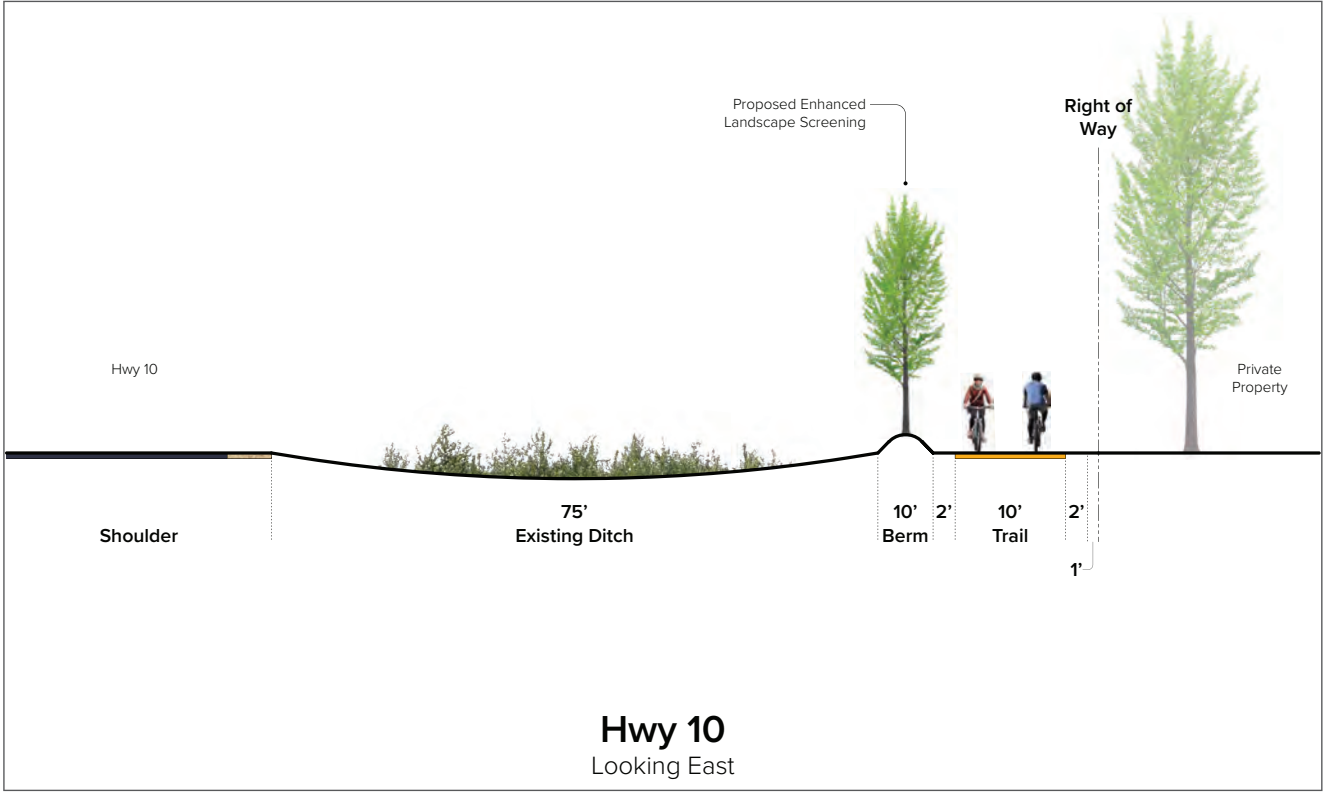 Proposed Enhanced
Landscape Screening
Right of
Way
Hwy 10
Private
Property
75’
10’
2’
10’
2’
Shoulder
Existing Ditch
Berm
Trail
1’
Hwy 10
Looking East